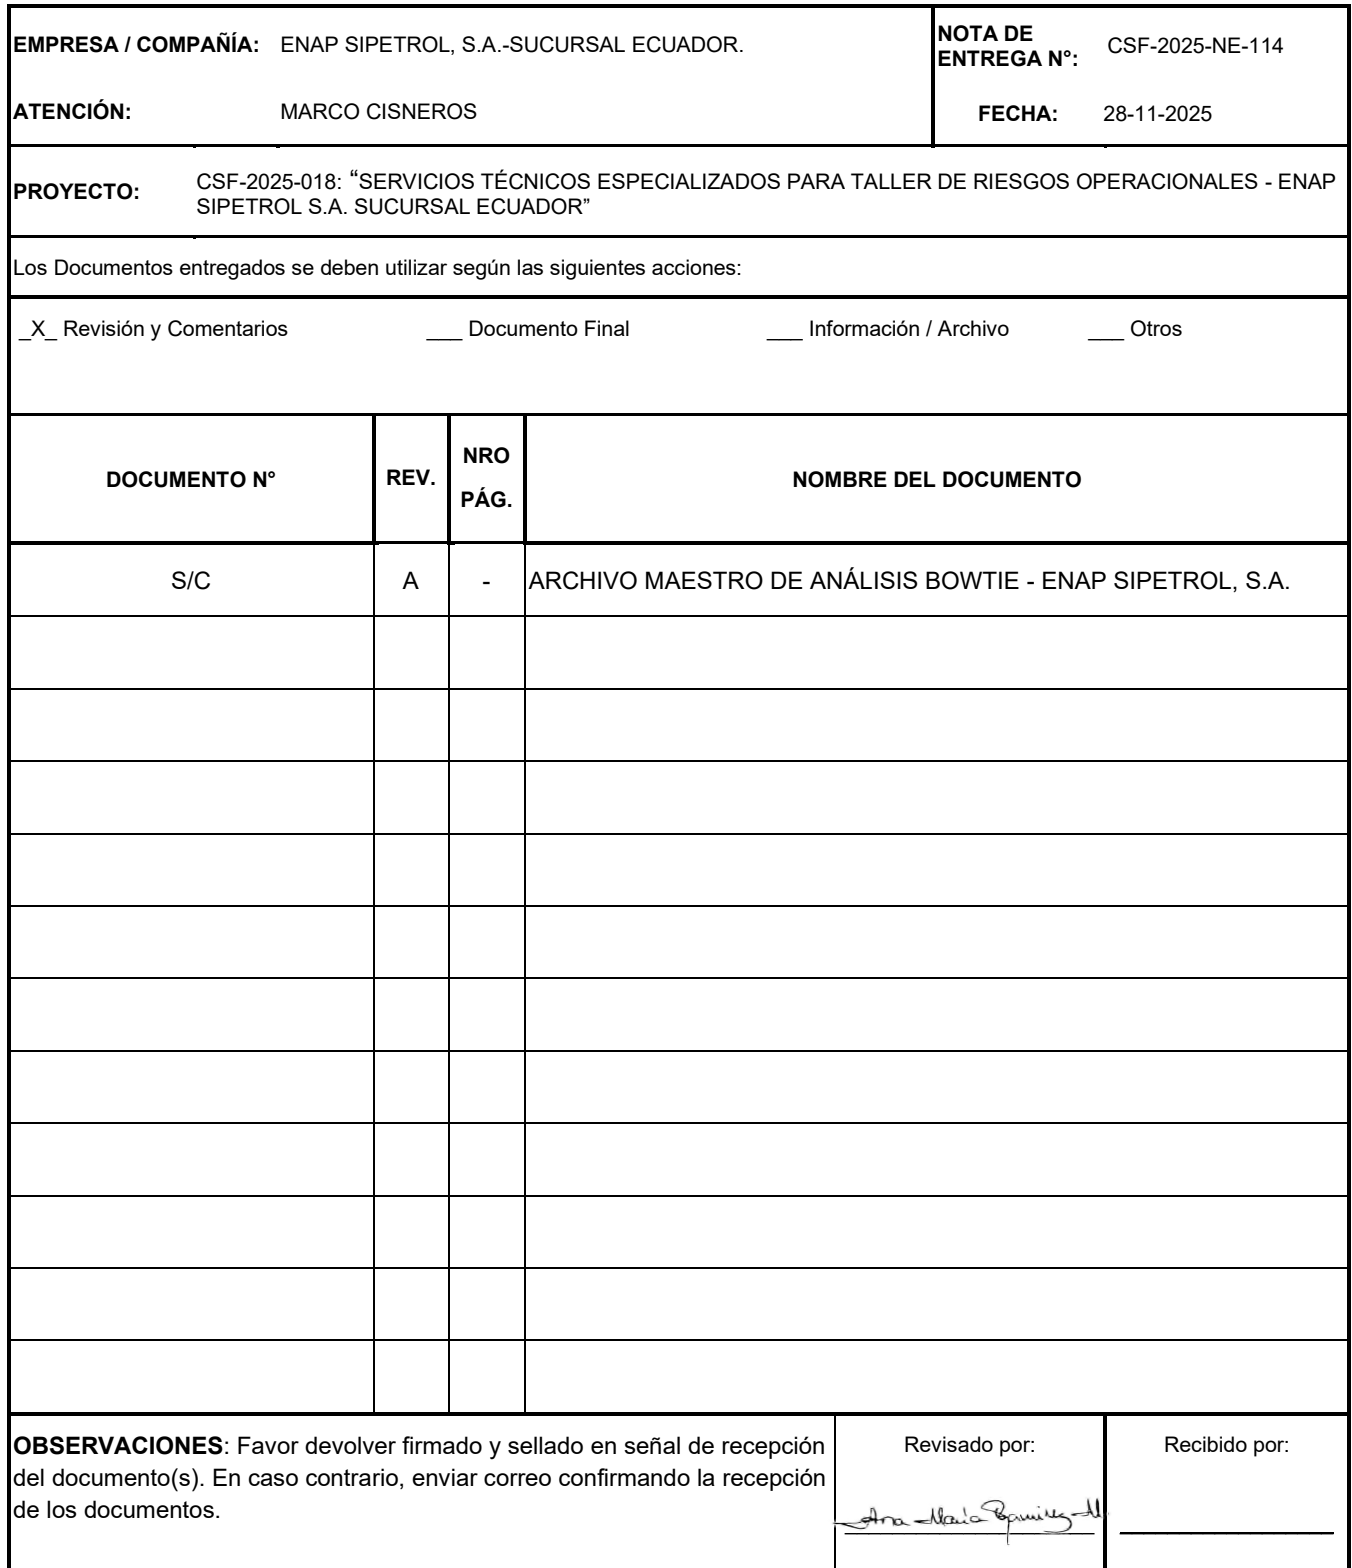 EMPRESA / COMPAÑÍA: ENAP SIPETROL, S.A.-SUCURSAL ECUADOR.
NOTA DE
ENTREGA N°: CSF-2025-NE-114
ATENCIÓN: MARCO CISNEROS
FECHA: 28-11-2025
PROYECTO: CSF-2025-018: “SERVICIOS TÉCNICOS ESPECIALIZADOS PARA TALLER DE RIESGOS OPERACIONALES - ENAP
SIPETROL S.A. SUCURSAL ECUADOR”
Los Documentos entregados se deben utilizar según las siguientes acciones:
_X_ Revisión y Comentarios ___ Documento Final ___ Información / Archivo ___ Otros
DOCUMENTO N° REV. NRO PÁG. NOMBRE DEL DOCUMENTO
S/C A - ARCHIVO MAESTRO DE ANÁLISIS BOWTIE - ENAP SIPETROL, S.A.
OBSERVACIONES: Favor devolver firmado y sellado en señal de recepción
del documento(s). En caso contrario, enviar correo confirmando la recepción
de los documentos.
Revisado por:
Ana María Ramírez M.
Recibido por: